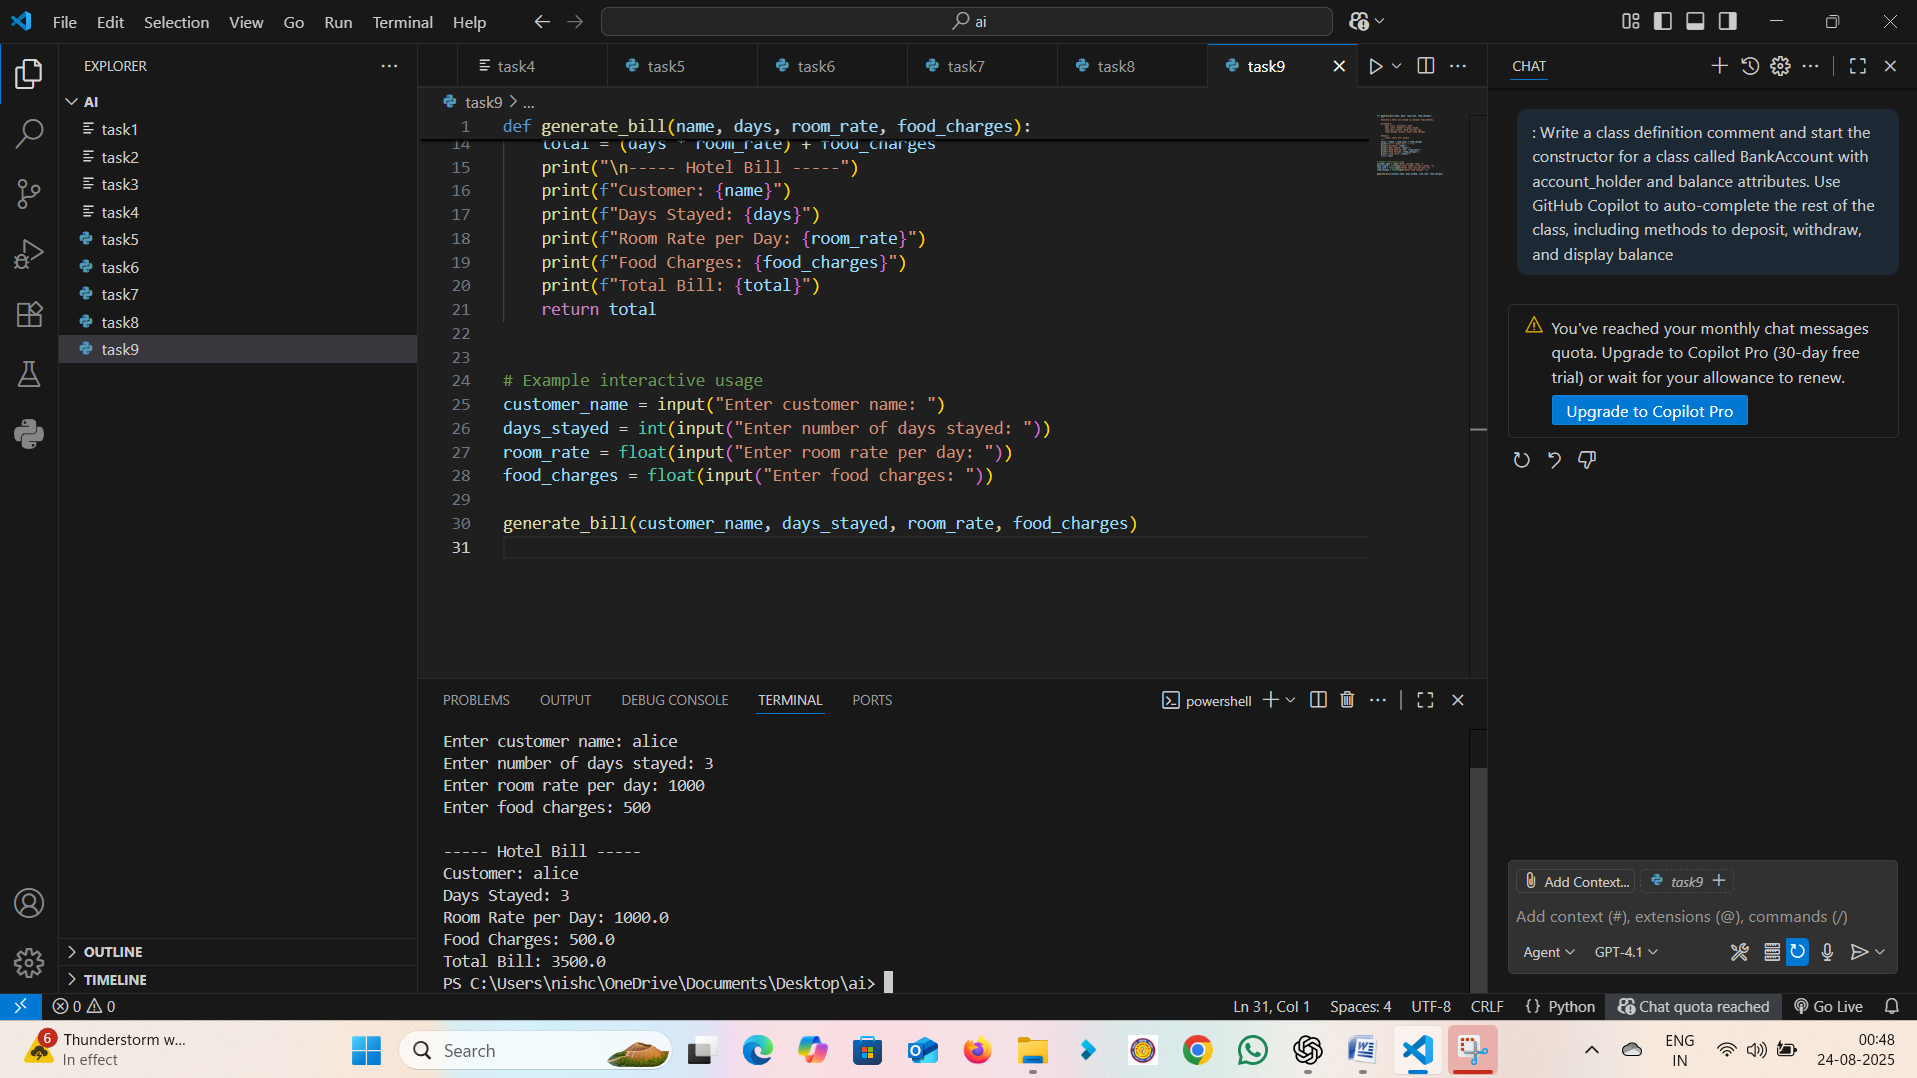 File Edit Selection View Go Run Terminal Help
ai
EXPLORER
AI
task1
task2
task3
task4
task5
task6
task7
task8
task9
OUTLINE
TIMELINE
task4 task5 task6 task7 task8 task9
task9 > ...
1 def generate_bill(name, days, room_rate, food_charges):
14 total = (days * room_rate) + food_charges
15 print("\n----- Hotel Bill -----")
16 print(f"Customer: {name}")
17 print(f"Days Stayed: {days}")
18 print(f"Room Rate per Day: {room_rate}")
19 print(f"Food Charges: {food_charges}")
20 print(f"Total Bill: {total}")
21 return total
22
23
24 # Example interactive usage
25 customer_name = input("Enter customer name: ")
26 days_stayed = int(input("Enter number of days stayed: "))
27 room_rate = float(input("Enter room rate per day: "))
28 food_charges = float(input("Enter food charges: "))
29
30 generate_bill(customer_name, days_stayed, room_rate, food_charges)
31
PROBLEMS OUTPUT DEBUG CONSOLE TERMINAL PORTS
powershell
Enter customer name: alice
Enter number of days stayed: 3
Enter room rate per day: 1000
Enter food charges: 500
----- Hotel Bill -----
Customer: alice
Days Stayed: 3
Room Rate per Day: 1000.0
Food Charges: 500.0
Total Bill: 3500.0
PS C:\Users\nishc\OneDrive\Documents\Desktop\ai>
CHAT
: Write a class definition comment and start the
constructor for a class called BankAccount with
account_holder and balance attributes. Use
GitHub Copilot to auto-complete the rest of the
class, including methods to deposit, withdraw,
and display balance
You've reached your monthly chat messages
quota. Upgrade to Copilot Pro (30-day free
trial) or wait for your allowance to renew.
Upgrade to Copilot Pro
Add Context... task9
Add context (#), extensions (@), commands (/)
Agent GPT-4.1
0 0
Ln 31, Col 1 Spaces: 4 UTF-8 CRLF {} Python Chat quota reached Go Live
6
Thunderstorm w...
In effect
Search
ENG
IN
00:48
24-08-2025